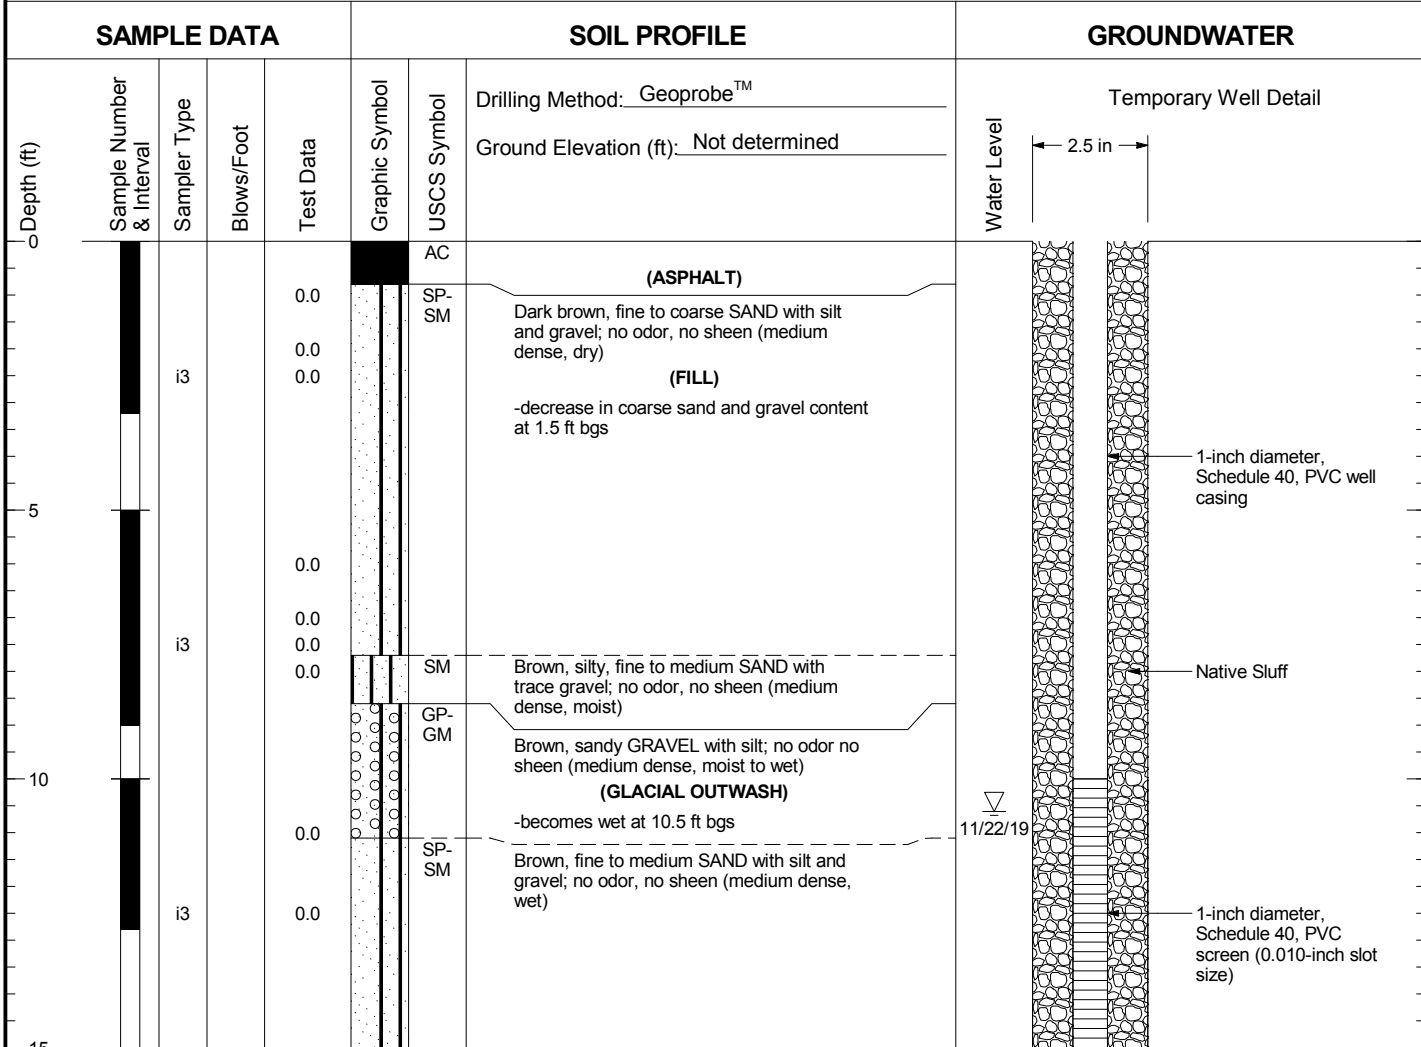 SAMPLE DATA
SOIL PROFILE
GROUNDWATER
Depth (ft)
Sample Number
& Interval
Sampler Type
Blows/Foot
Test Data
Graphic Symbol
USCS Symbol
Drilling Method: Geoprobe™
Ground Elevation (ft): Not determined
Water Level
Temporary Well Detail
2.5 in
0
AC
(ASPHALT)
0.0
SP-
SM
Dark brown, fine to coarse SAND with silt
and gravel; no odor, no sheen (medium
dense, dry)
0.0
i3
0.0
(FILL)
-decrease in coarse sand and gravel content
at 1.5 ft bgs
1-inch diameter,
Schedule 40, PVC well
casing
5
0.0
0.0
i3
0.0
0.0
SM
Brown, silty, fine to medium SAND with
trace gravel; no odor, no sheen (medium
dense, moist)
Native Sluff
GP-
GM
Brown, sandy GRAVEL with silt; no odor no
sheen (medium dense, moist to wet)
10
(GLACIAL OUTWASH)
-becomes wet at 10.5 ft bgs
11/22/19
0.0
SP-
SM
Brown, fine to medium SAND with silt and
gravel; no odor, no sheen (medium dense,
wet)
i3
0.0
1-inch diameter,
Schedule 40, PVC
screen (0.010-inch slot
size)
15